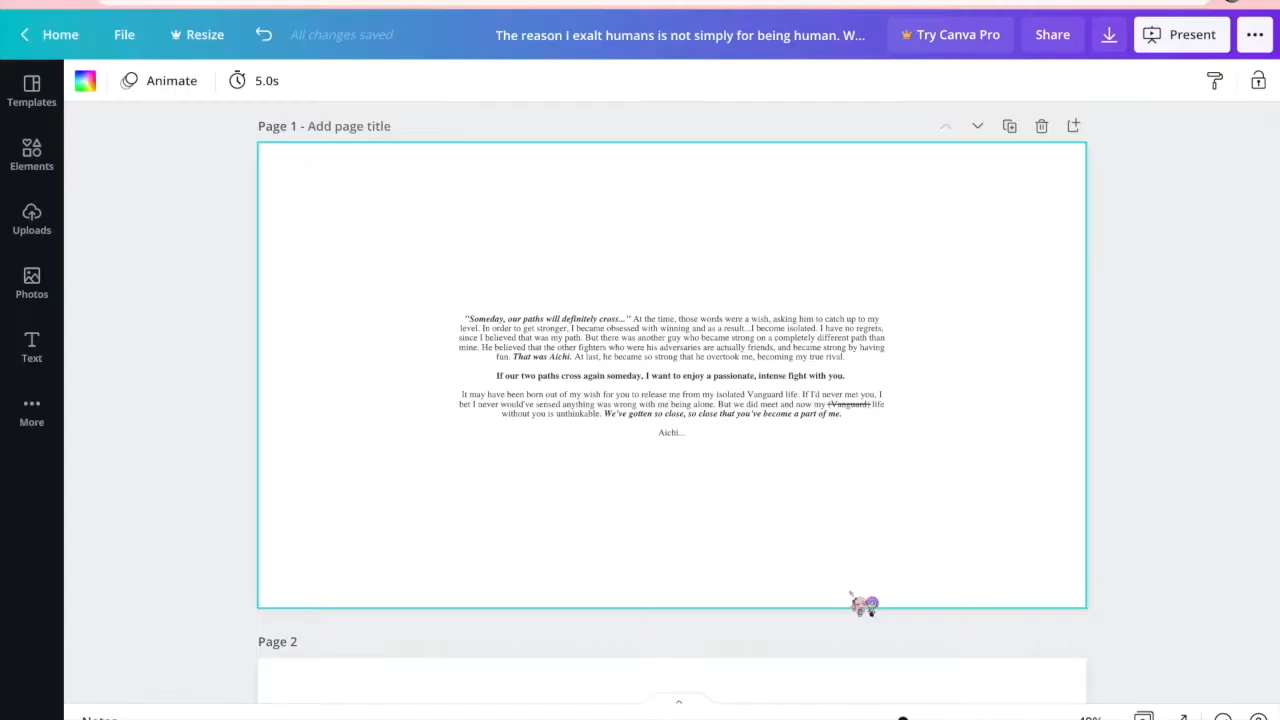 Home File Resize All changes saved The reason I exalt humans is not simply for being human. W... Try Canva Pro Share Present
Animate 5.0s
Templates
Elements
Uploads
Photos
Text
More
Page 1 - Add page title
"Someday, our paths will definitely cross..." At the time, those words were a wish, asking him to catch up to my
level. In order to get stronger, I became obsessed with winning and as a result...I become isolated. I have no regrets,
since I believed that was my path. But there was another guy who became strong on a completely different path than
mine. He believed that the other fighters who were his adversaries are actually friends, and became strong by having
fun. That was Aichi. At last, he became so strong that he overtook me, becoming my true rival.
If our two paths cross again someday, I want to enjoy a passionate, intense fight with you.
It may have been born out of my wish for you to release me from my isolated Vanguard life. If I'd never met you, I
bet I never would've sensed anything was wrong with me being alone. But we did meet and now my (Vanguard) life
without you is unthinkable. We've gotten so close, so close that you've become a part of me.
Aichi...
Page 2